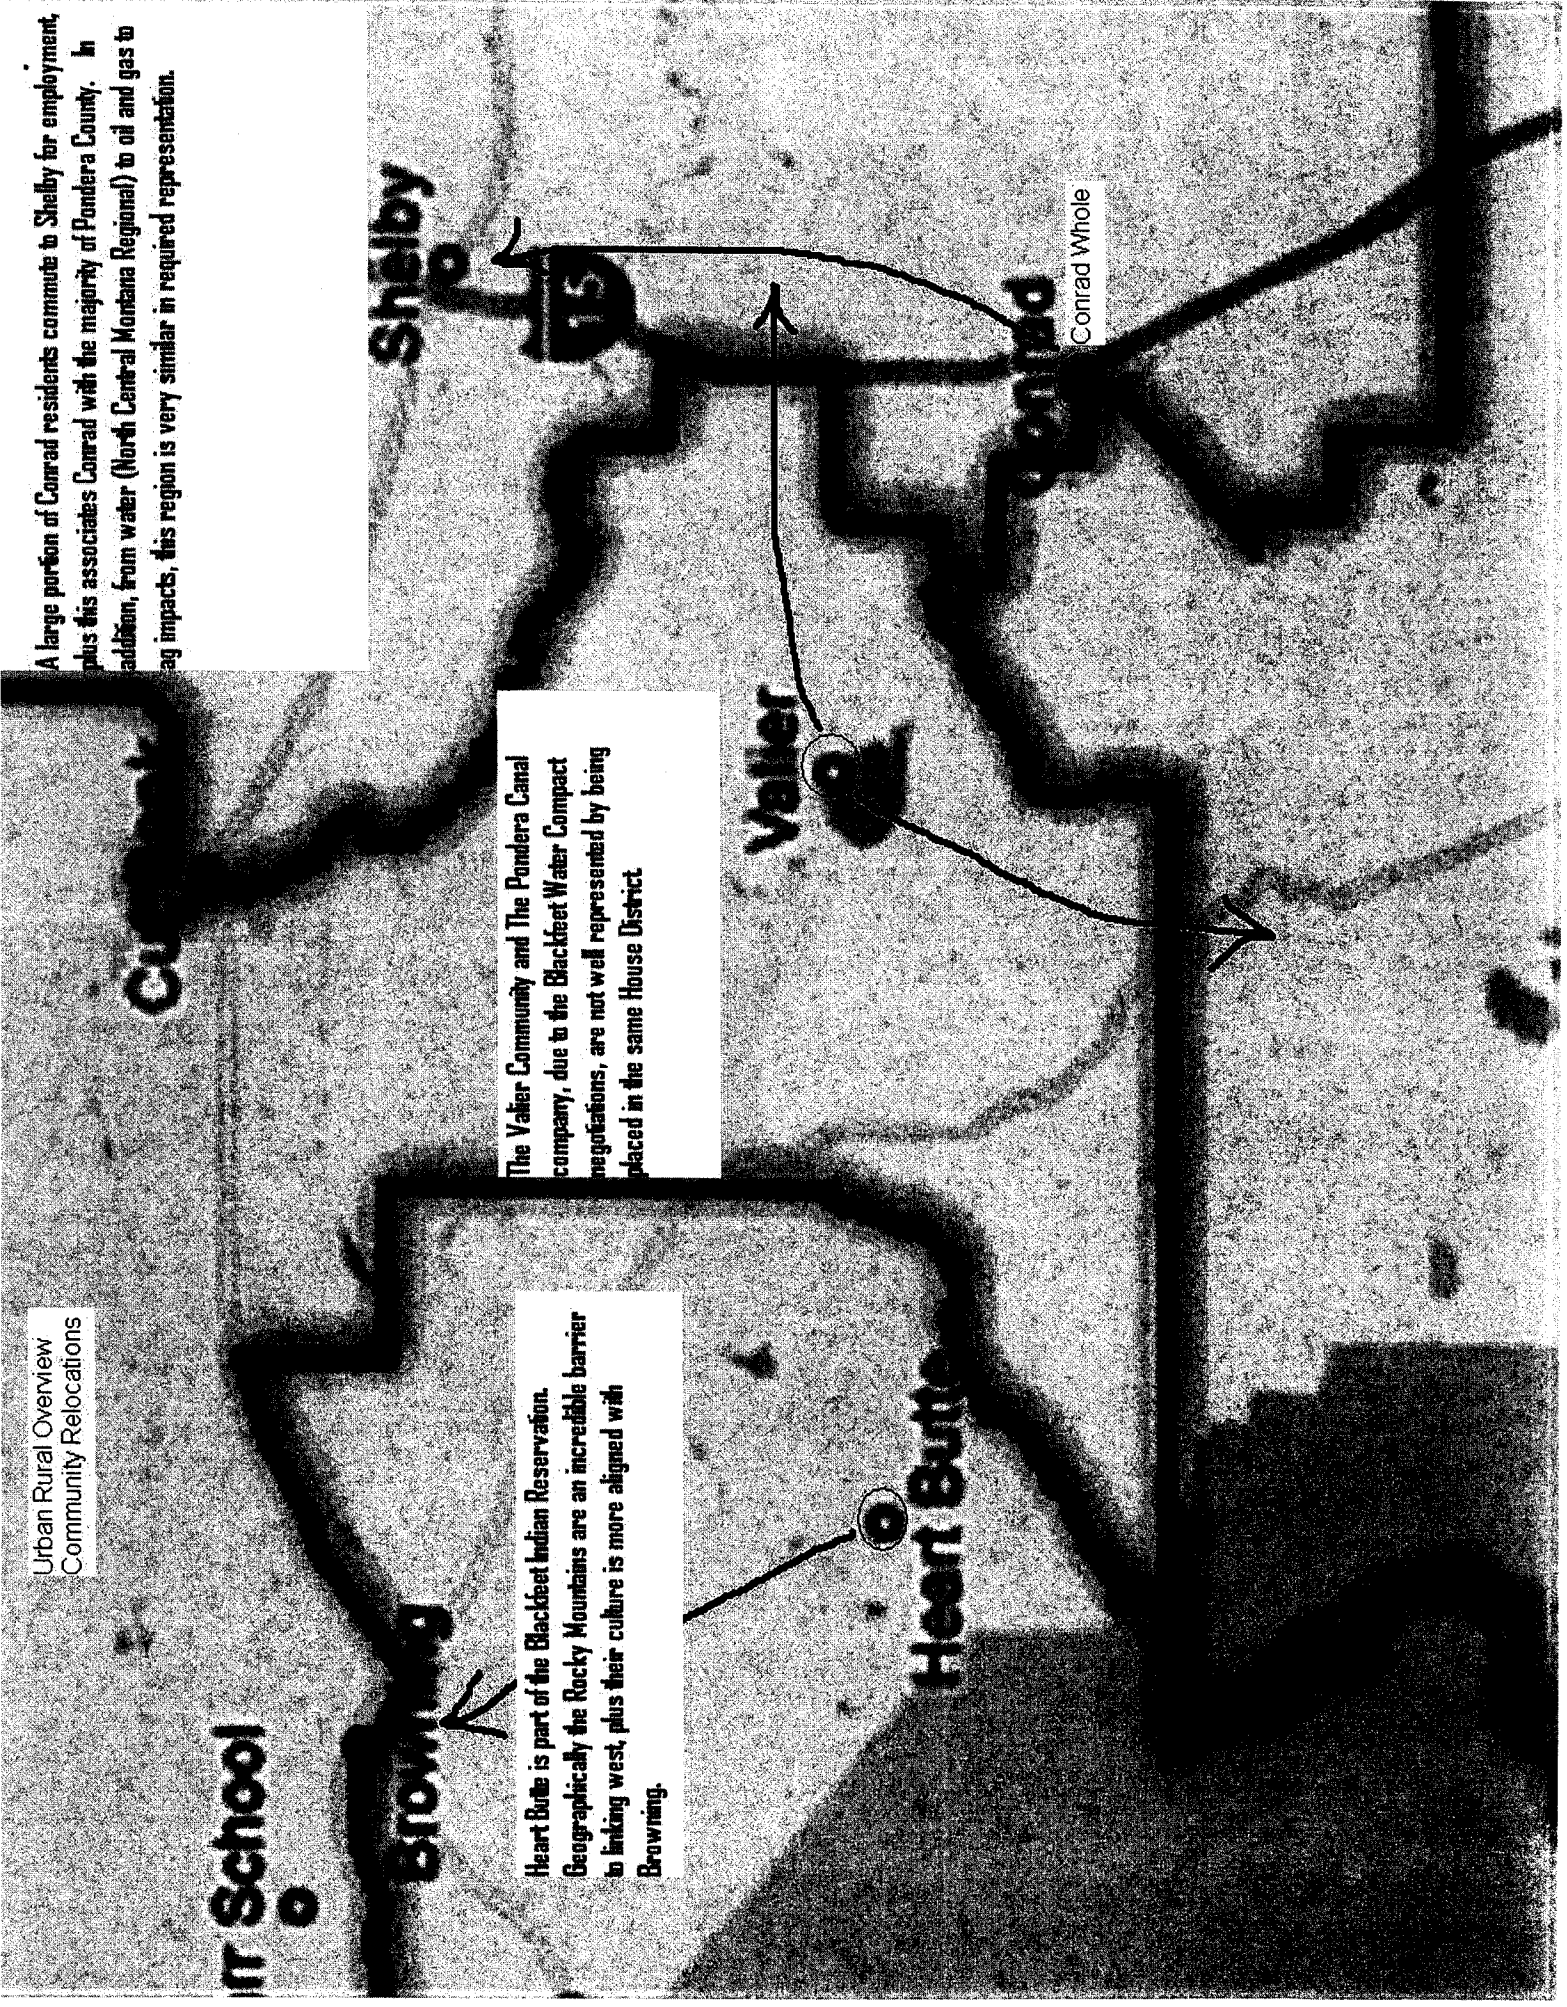 Urban Rural Overview
Community Relocations
A large portion of Conrad residents commute to Shelby for employment,
plus this associates Conrad with the majority of Pondera County. In
addition, from water (North Central Montana Regional) to oil and gas to
ag impacts, this region is very similar in required representation.
Shelby
15
School
Browning
Heart Butte is part of the Blackfeet Indian Reservation.
Geographically the Rocky Mountains are an incredible barrier
to linking west, plus their culture is more aligned with
Browning.
The Valier Community and The Pondera Canal
company, due to the Blackfeet Water Compact
negotiations, are not well represented by being
placed in the same House District.
Valier
Heart Butte
Conrad
Conrad Whole